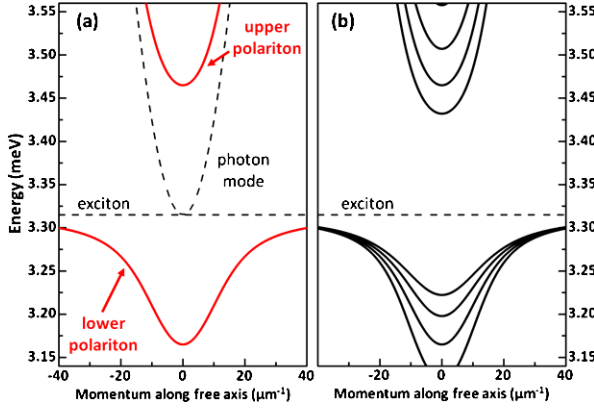 (a)
upper
polariton
photon
mode
exciton
lower
polariton
Energy (meV)
3.55
3.50
3.45
3.40
3.35
3.30
3.25
3.20
3.15
-40
-20
0
20
40
Momentum along free axis (µm⁻¹)
(b)
exciton
3.55
3.50
3.45
3.40
3.35
3.30
3.25
3.20
3.15
-40
-20
0
20
40
Momentum along free axis (µm⁻¹)